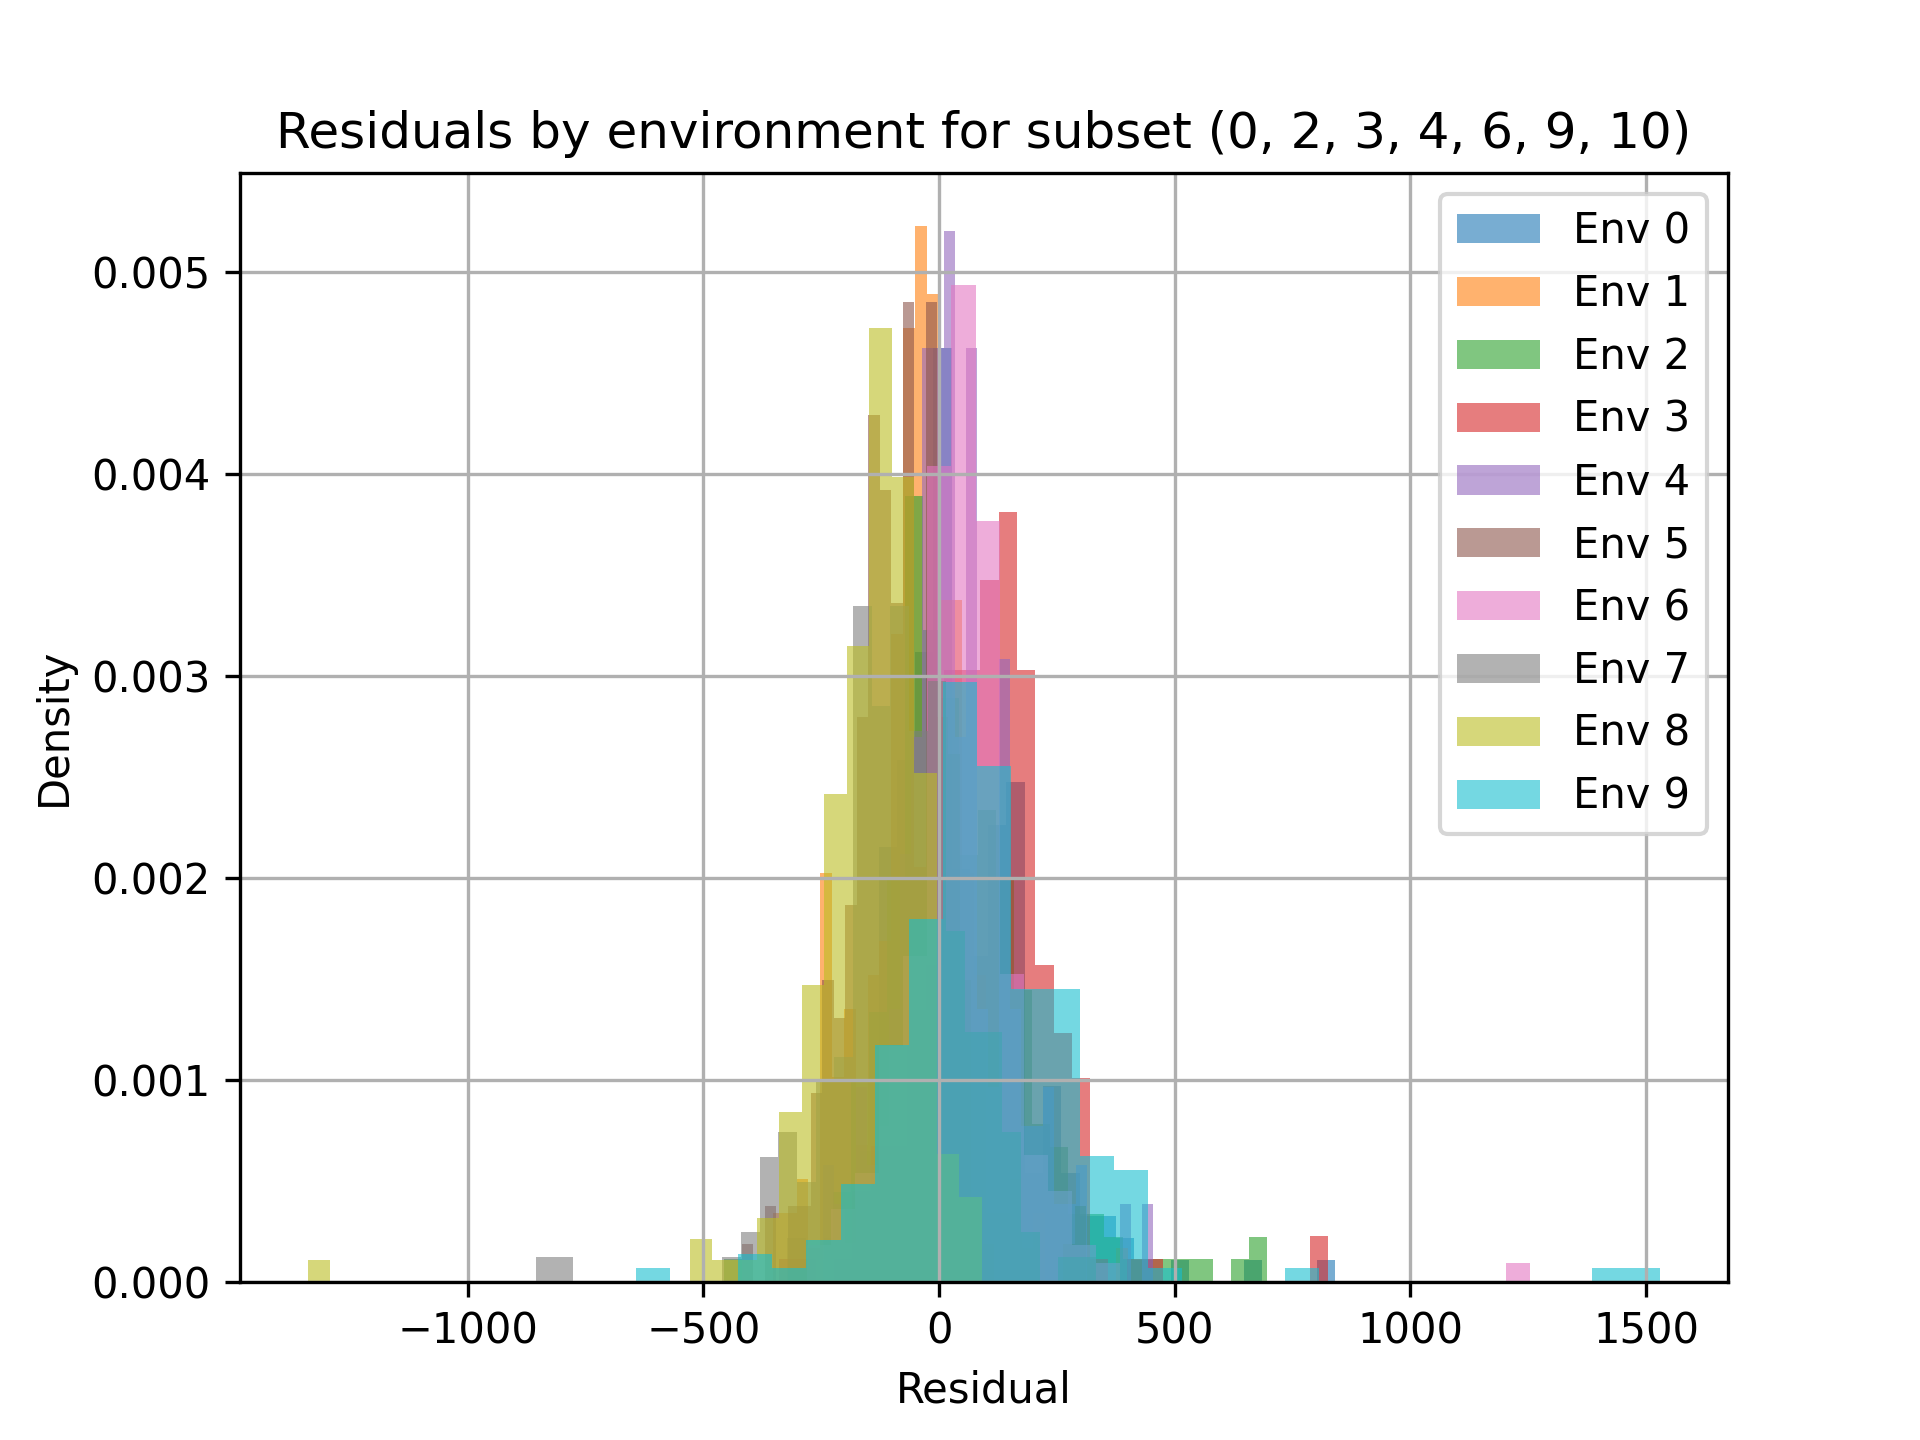 Residuals by environment for subset (0, 2, 3, 4, 6, 9, 10)
Env 0
Env 1
Env 2
Env 3
Env 4
Env 5
Env 6
Env 7
Env 8
Env 9
0.005
0.004
0.003
0.002
0.001
0.000
Density
−1000 −500 0 500 1000 1500
Residual